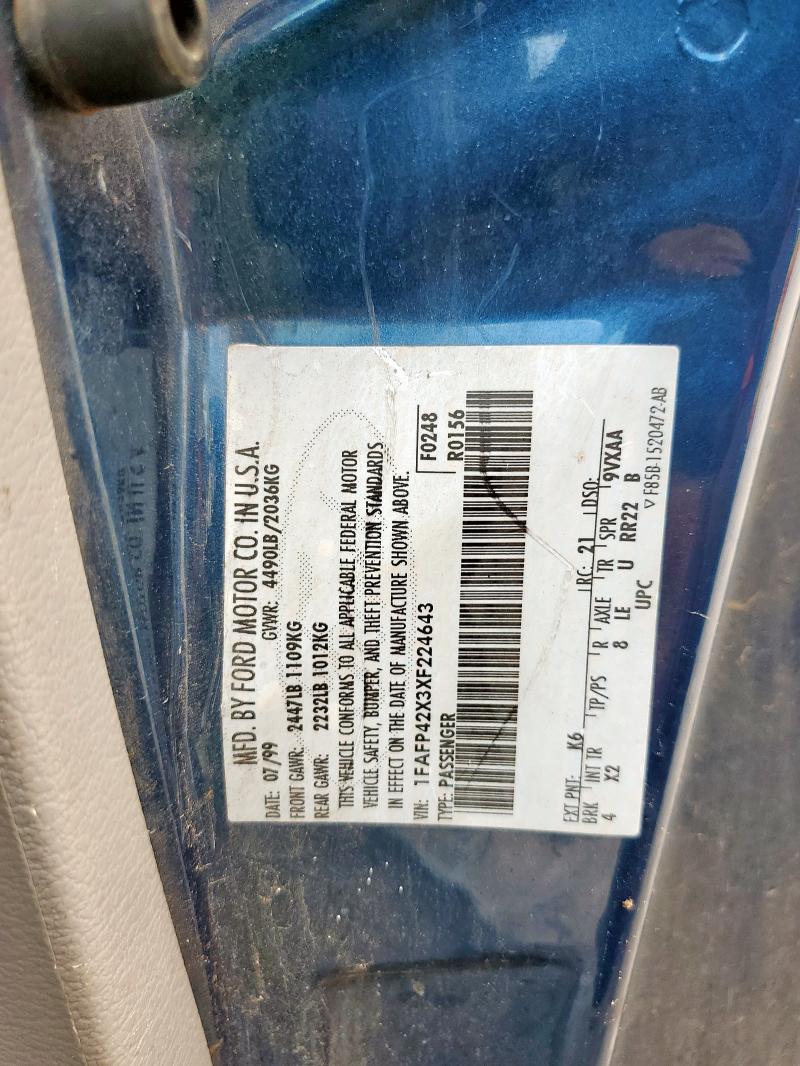 MFD. BY FORD MOTOR CO. IN U.S.A.
DATE: 07/99 GVWR: 4490LB/2036KG
FRONT GAWR: 2447LB 1109KG
REAR GAWR: 2232LB 1012KG
THIS VEHICLE CONFORMS TO ALL APPLICABLE FEDERAL MOTOR
VEHICLE SAFETY, BUMPER, AND THEFT PREVENTION STANDARDS
IN EFFECT ON THE DATE OF MANUFACTURE SHOWN ABOVE.
VIN: 1FAFP42X3XF224643 F0248
TYPE: PASSENGER R0156
EXT PNT: K6 RC: 21 DSO:
BRK INT TR TP/PS R AXLE TR SPR 9VXAA
4 X2 8 LE U RR22 B
UPC
▽F85B-1520472-AB